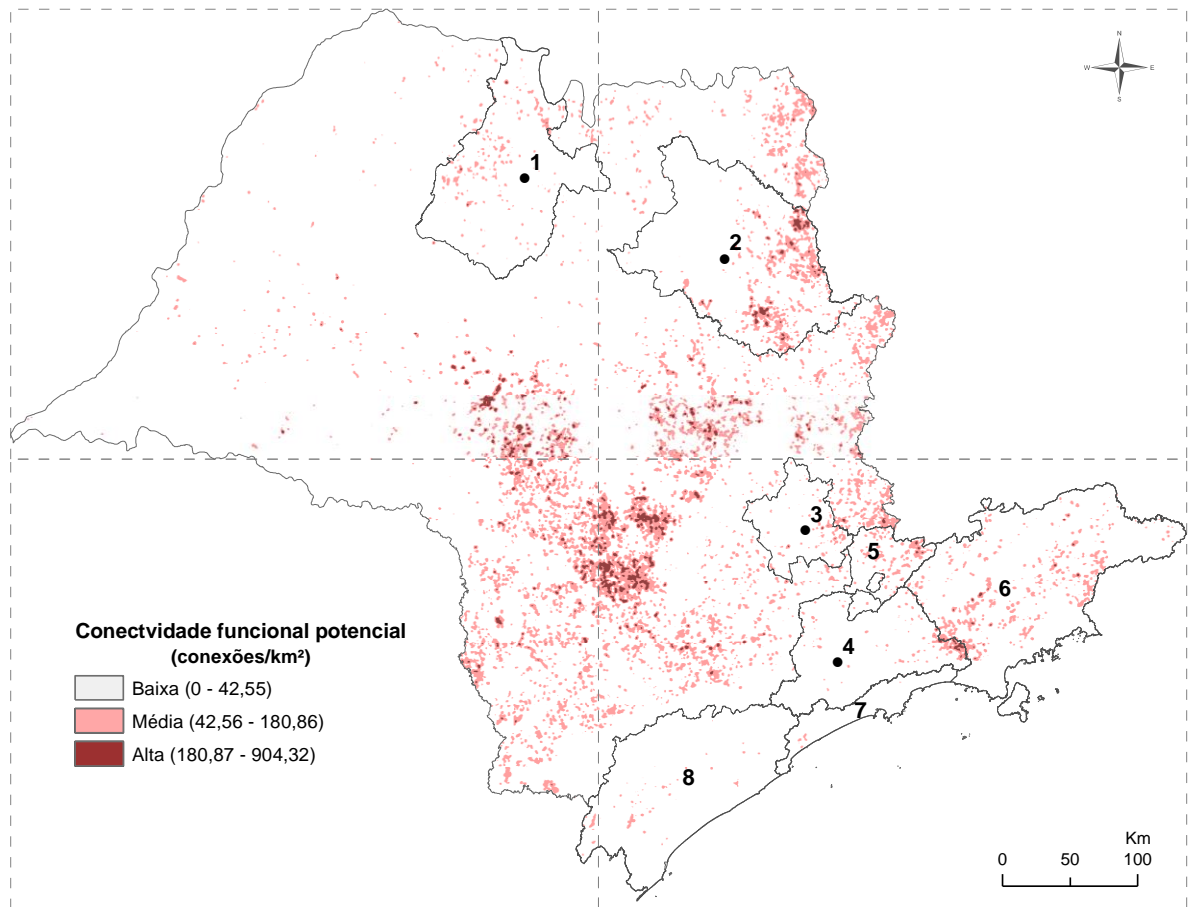 N
W E
S
1
2
3
5
6
4
7
8
Conectvidade funcional potencial
(conexões/km²)
Baixa (0 - 42,55)
Média (42,56 - 180,86)
Alta (180,87 - 904,32)
Km
0 50 100